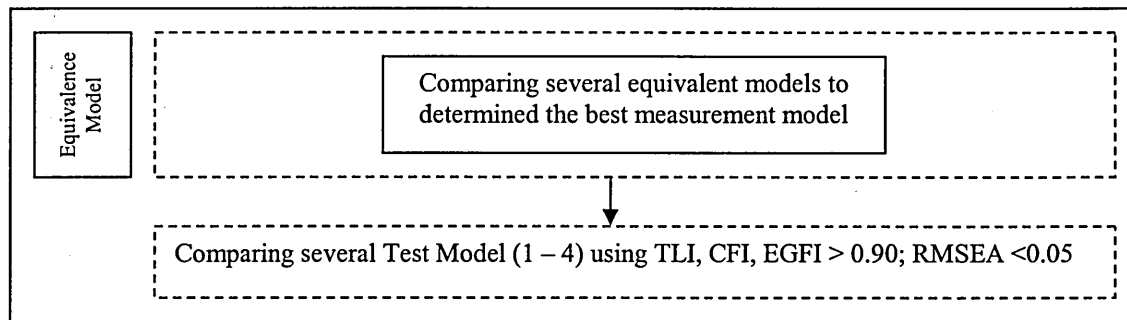 Equivalence
Model
Comparing several equivalent models to
determined the best measurement model
Comparing several Test Model (1 – 4) using TLI, CFI, EGFI > 0.90; RMSEA <0.05